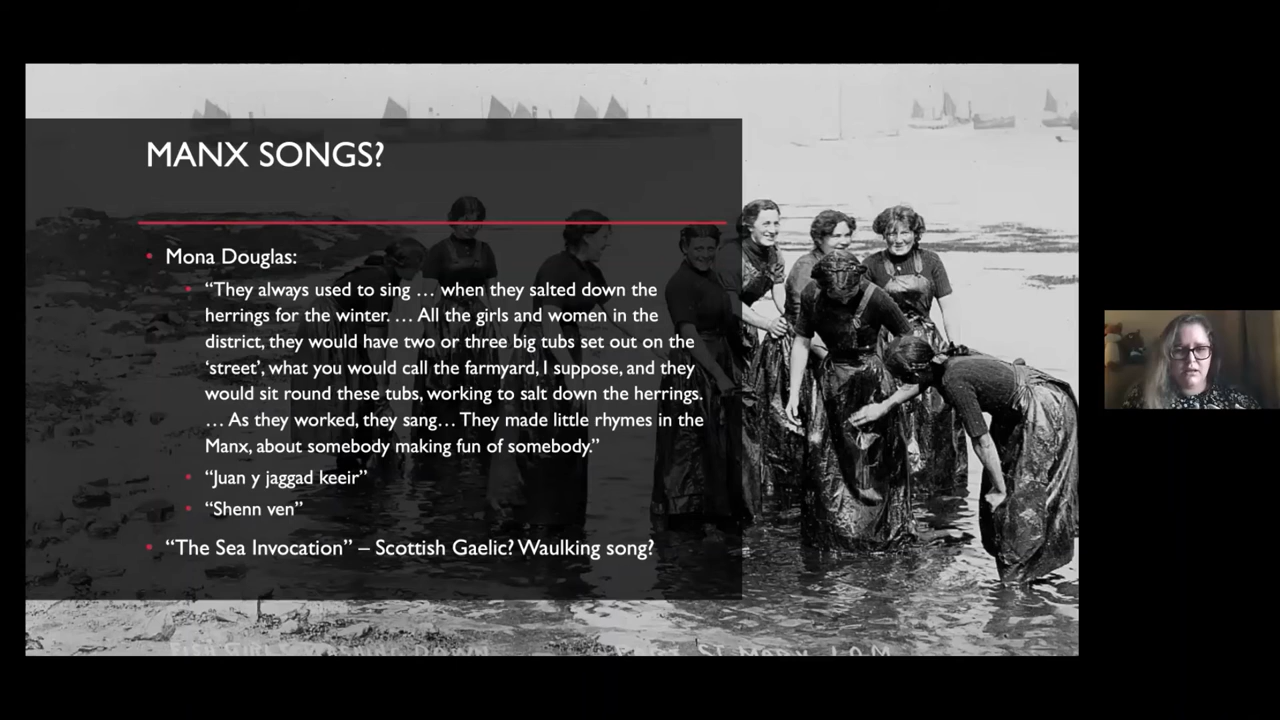 MANX SONGS?
Mona Douglas:
“They always used to sing … when they salted down the
herrings for the winter. … All the girls and women in the
district, they would have two or three big tubs set out on the
‘street’, what you would call the farmyard, I suppose, and they
would sit round these tubs, working to salt down the herrings.
… As they worked, they sang… They made little rhymes in the
Manx, about somebody making fun of somebody.”
“Juan y jaggad keeir”
“Shenn ven”
“The Sea Invocation” – Scottish Gaelic? Waulking song?